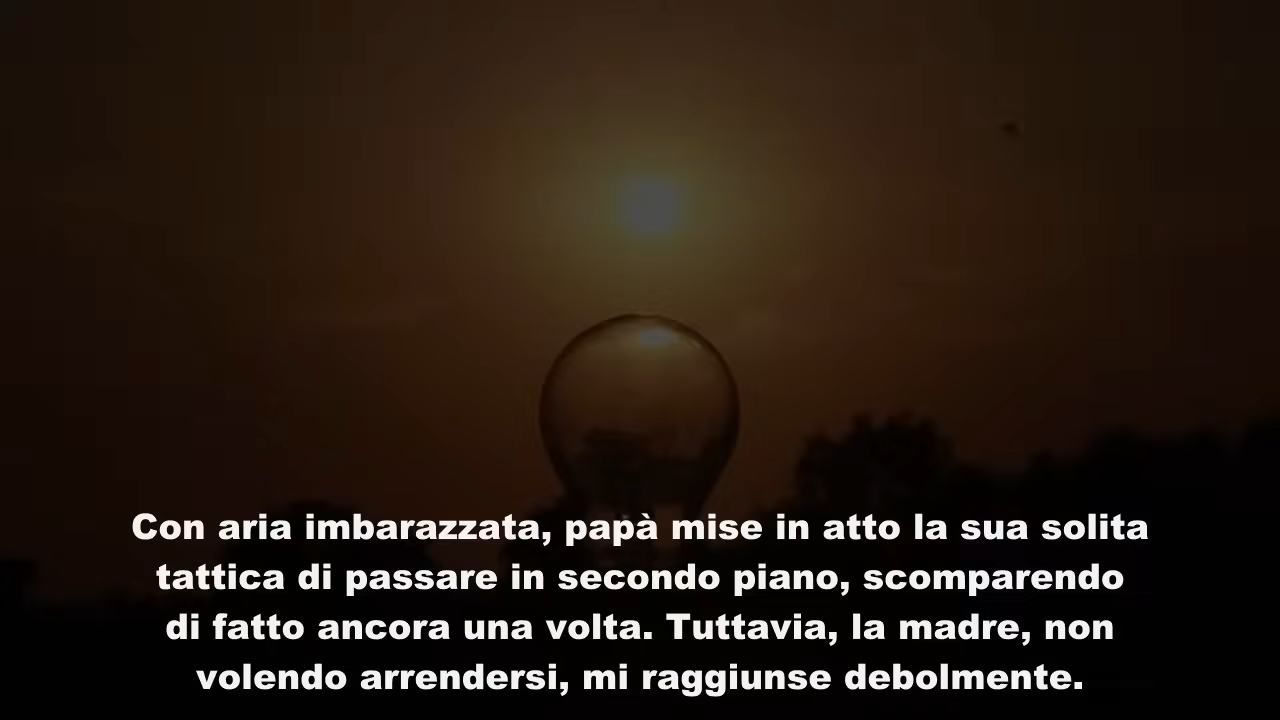 Con aria imbarazzata, papà mise in atto la sua solita
tattica di passare in secondo piano, scomparendo
di fatto ancora una volta. Tuttavia, la madre, non
volendo arrendersi, mi raggiunse debolmente.